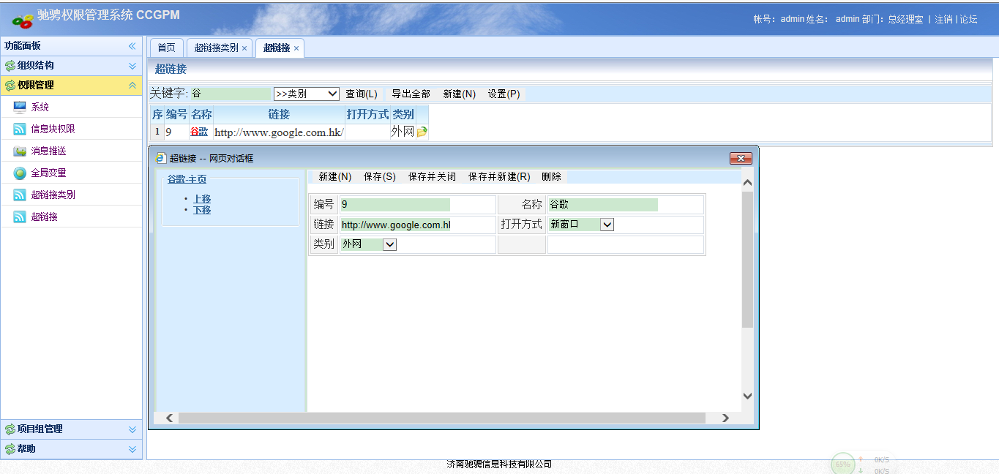 驰骋权限管理系统 CCGPM
帐号： admin 姓名： admin 部门：总经理室 | 注销 | 论坛
功能面板
组织结构
权限管理
系统
信息块权限
消息推送
全局变量
超链接类别
超链接
项目组管理
帮助
首页 超链接类别 × 超链接 ×
超链接
关键字: 谷 >>类别 查询(L) 导出全部 新建(N) 设置(P)
序 编号 名称 链接 打开方式 类别
1 9 谷歌 http://www.google.com.hk/ 外网
超链接 -- 网页对话框
谷歌·主页
• 上移
• 下移
新建(N) 保存(S) 保存并关闭 保存并新建(R) 删除
编号 9 名称 谷歌
链接 http://www.google.com.hl 打开方式 新窗口
类别 外网
济南驰骋信息科技有限公司
65% ↑ 0K/S
↓ 0K/S